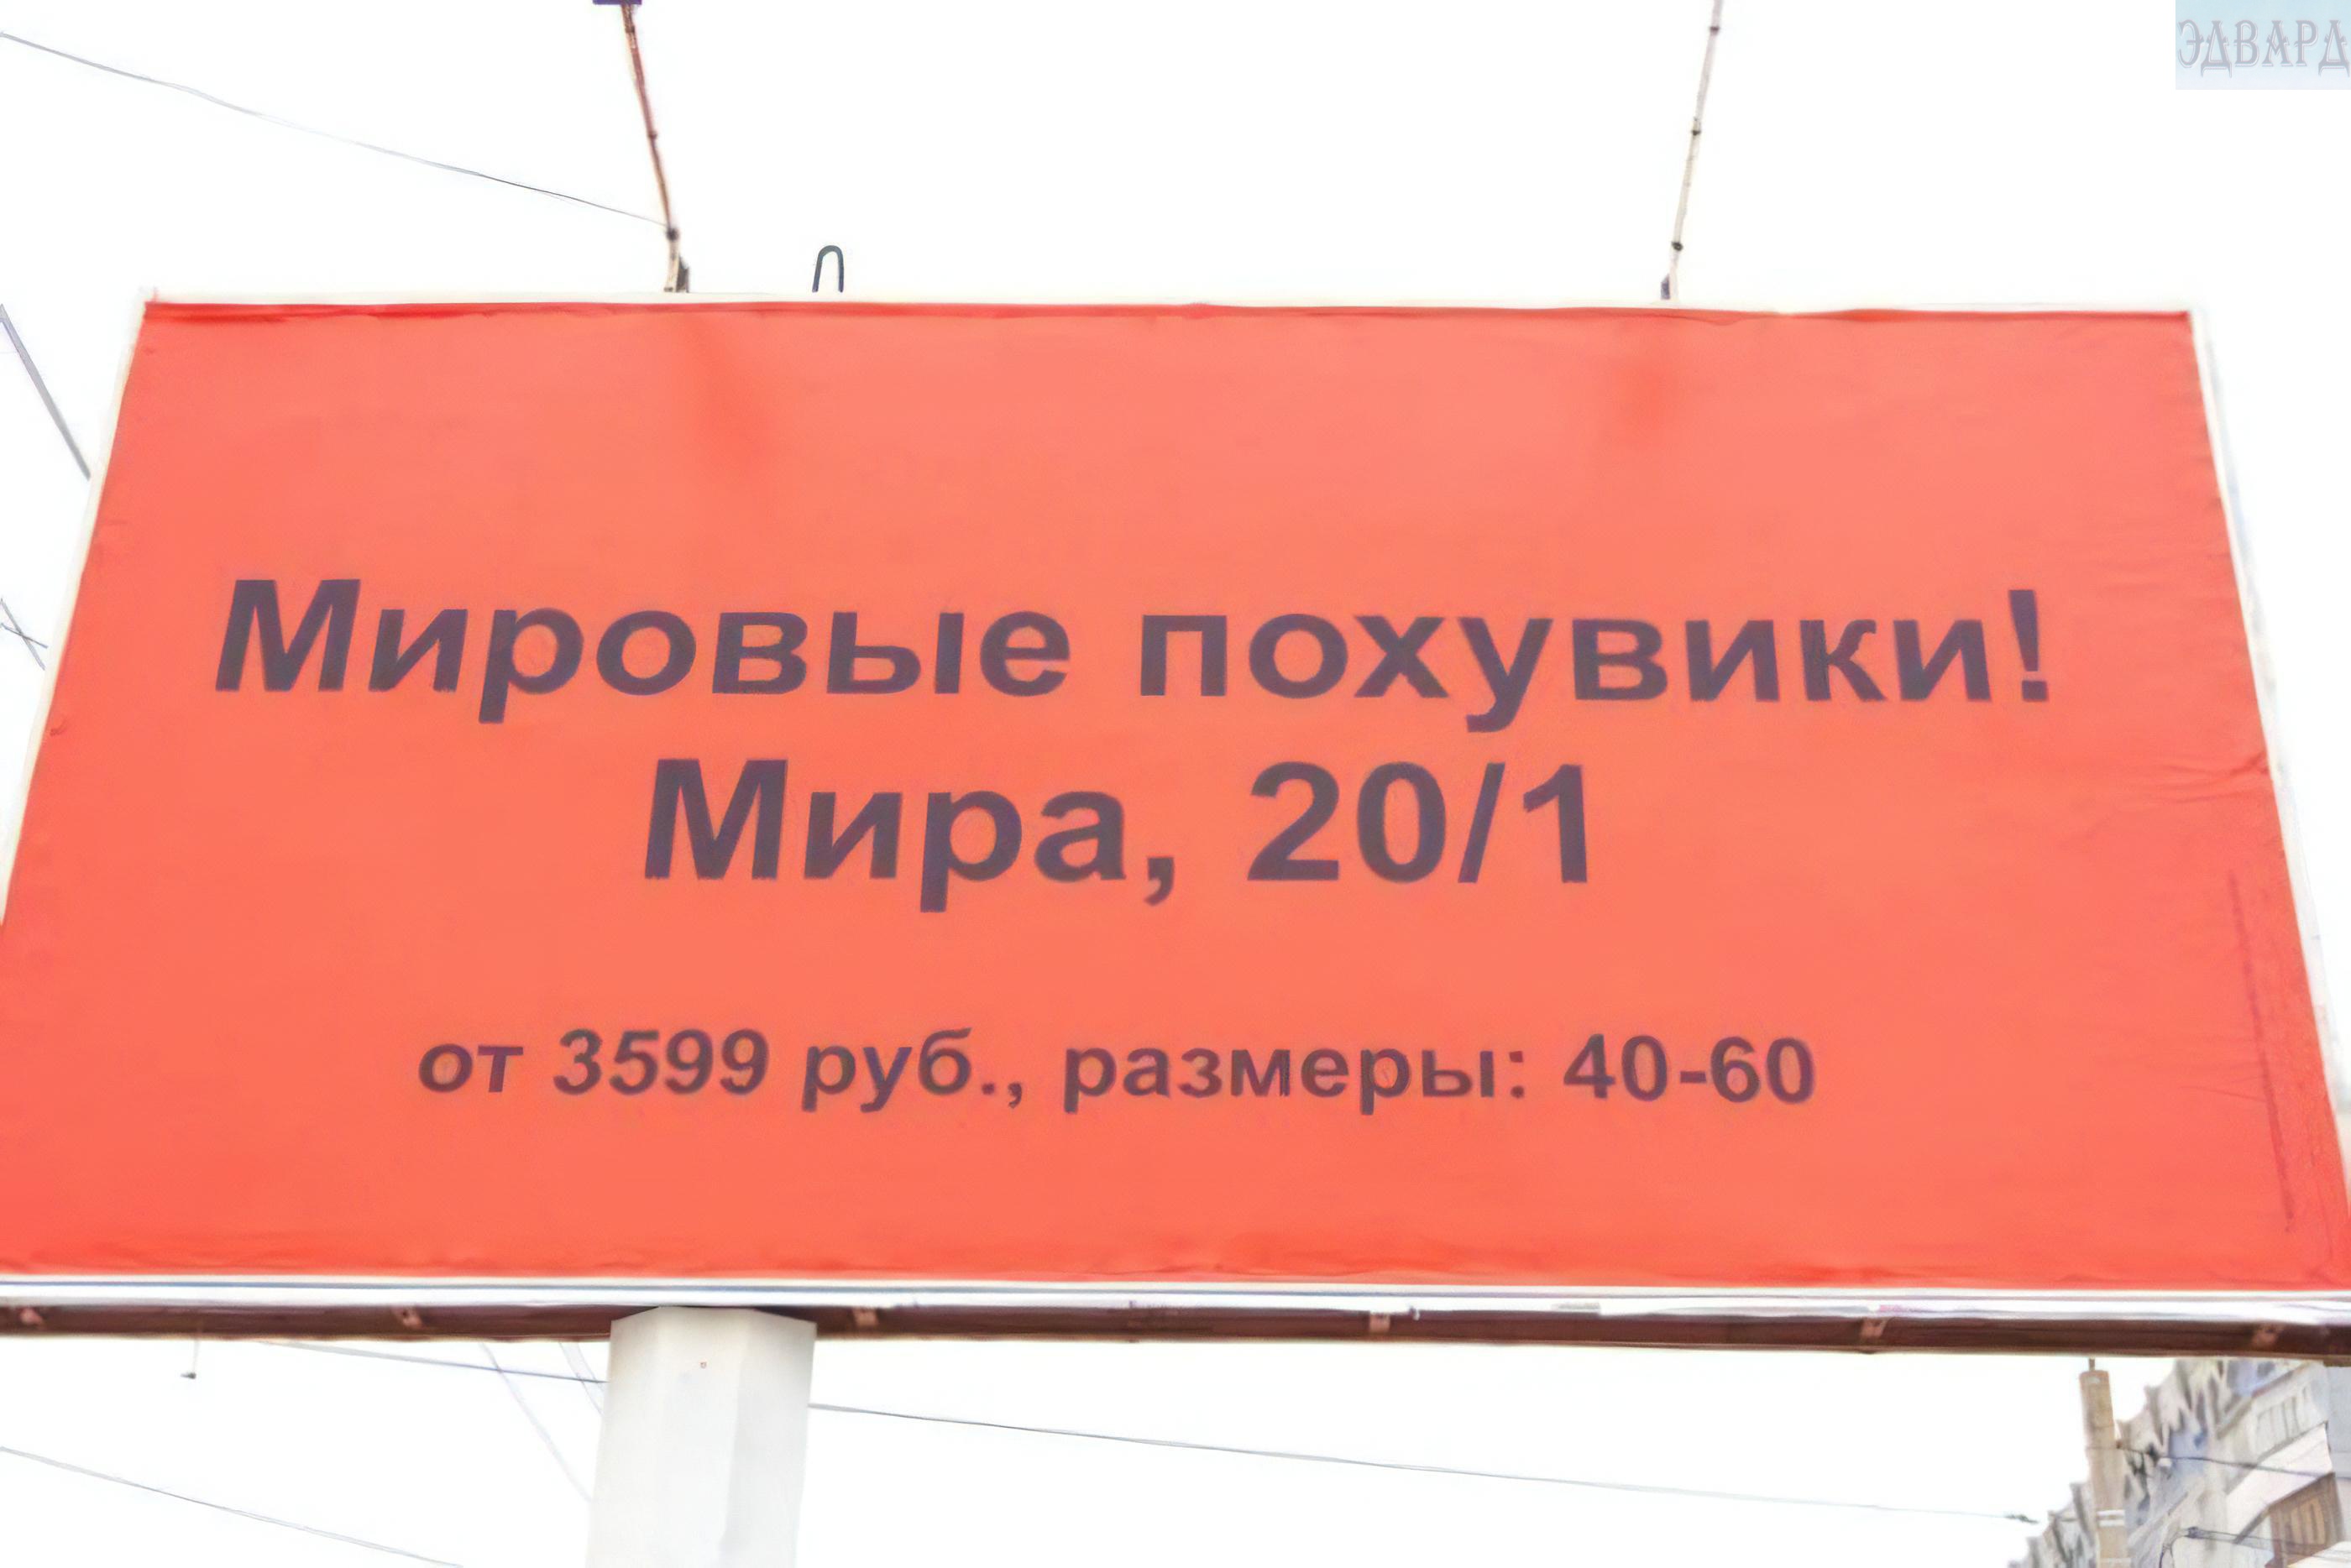 ЭДВАРД
Мировые похувики!
Мира, 20/1
от 3599 руб., размеры: 40-60